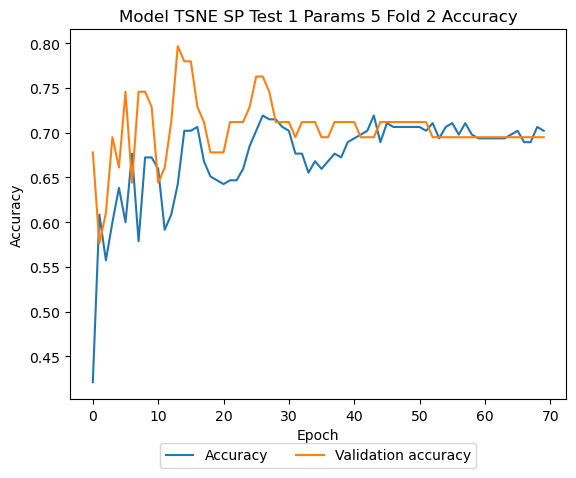 Model TSNE SP Test 1 Params 5 Fold 2 Accuracy
0.80
0.75
0.70
0.65
0.60
0.55
0.50
0.45
Accuracy
0 10 20 30 40 50 60 70
Epoch
Accuracy Validation accuracy